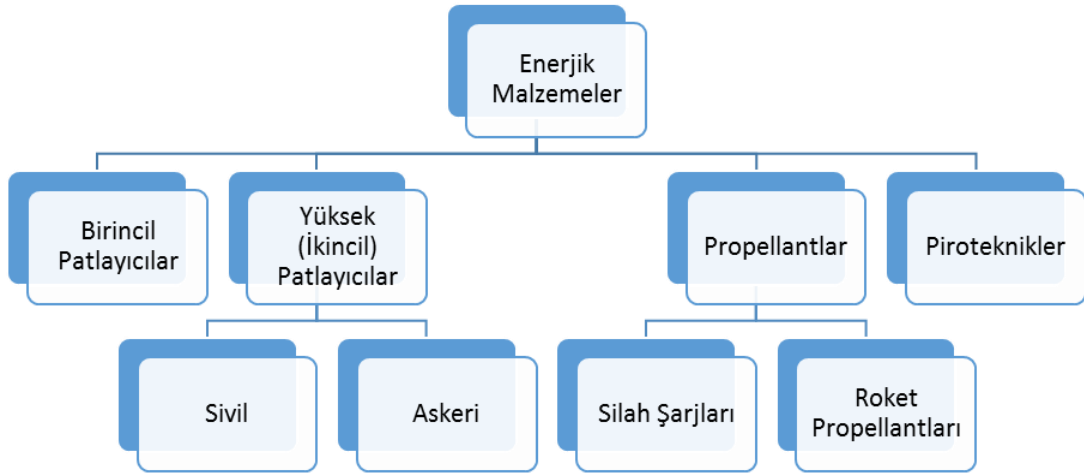 Enerjik
Malzemeler
Birincil
Patlayıcılar
Yüksek
(İkincil)
Patlayıcılar
Propellantlar
Piroteknikler
Sivil
Askeri
Silah Şarjları
Roket
Propellantları